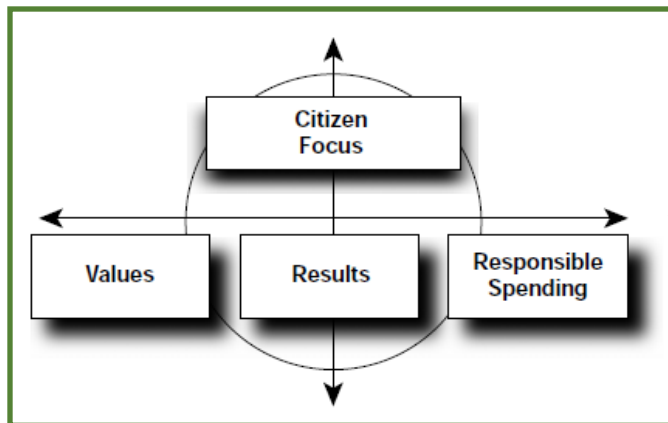 Citizen
Focus
Values
Results
Responsible
Spending